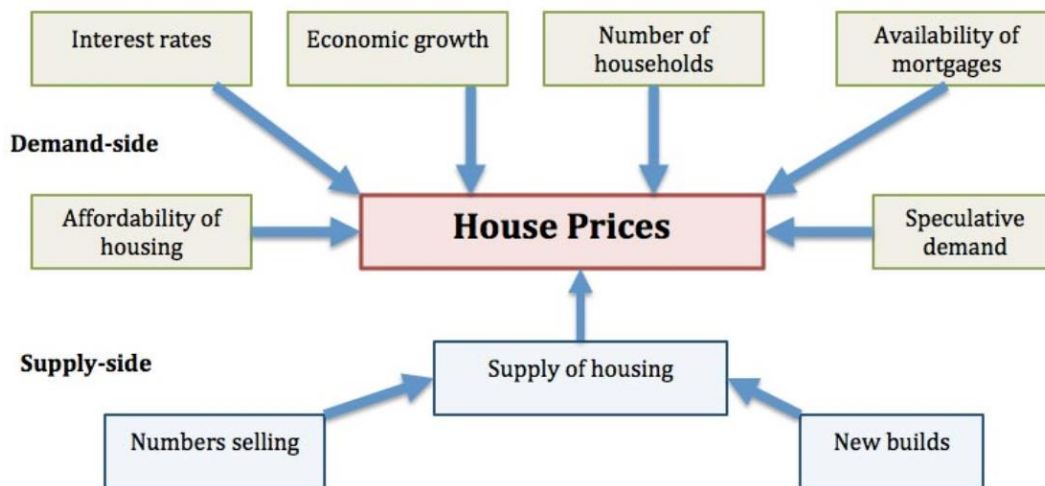 Interest rates
Economic growth
Number of
households
Availability of
mortgages
Demand-side
Affordability of
housing
House Prices
Speculative
demand
Supply-side
Supply of housing
Numbers selling
New builds